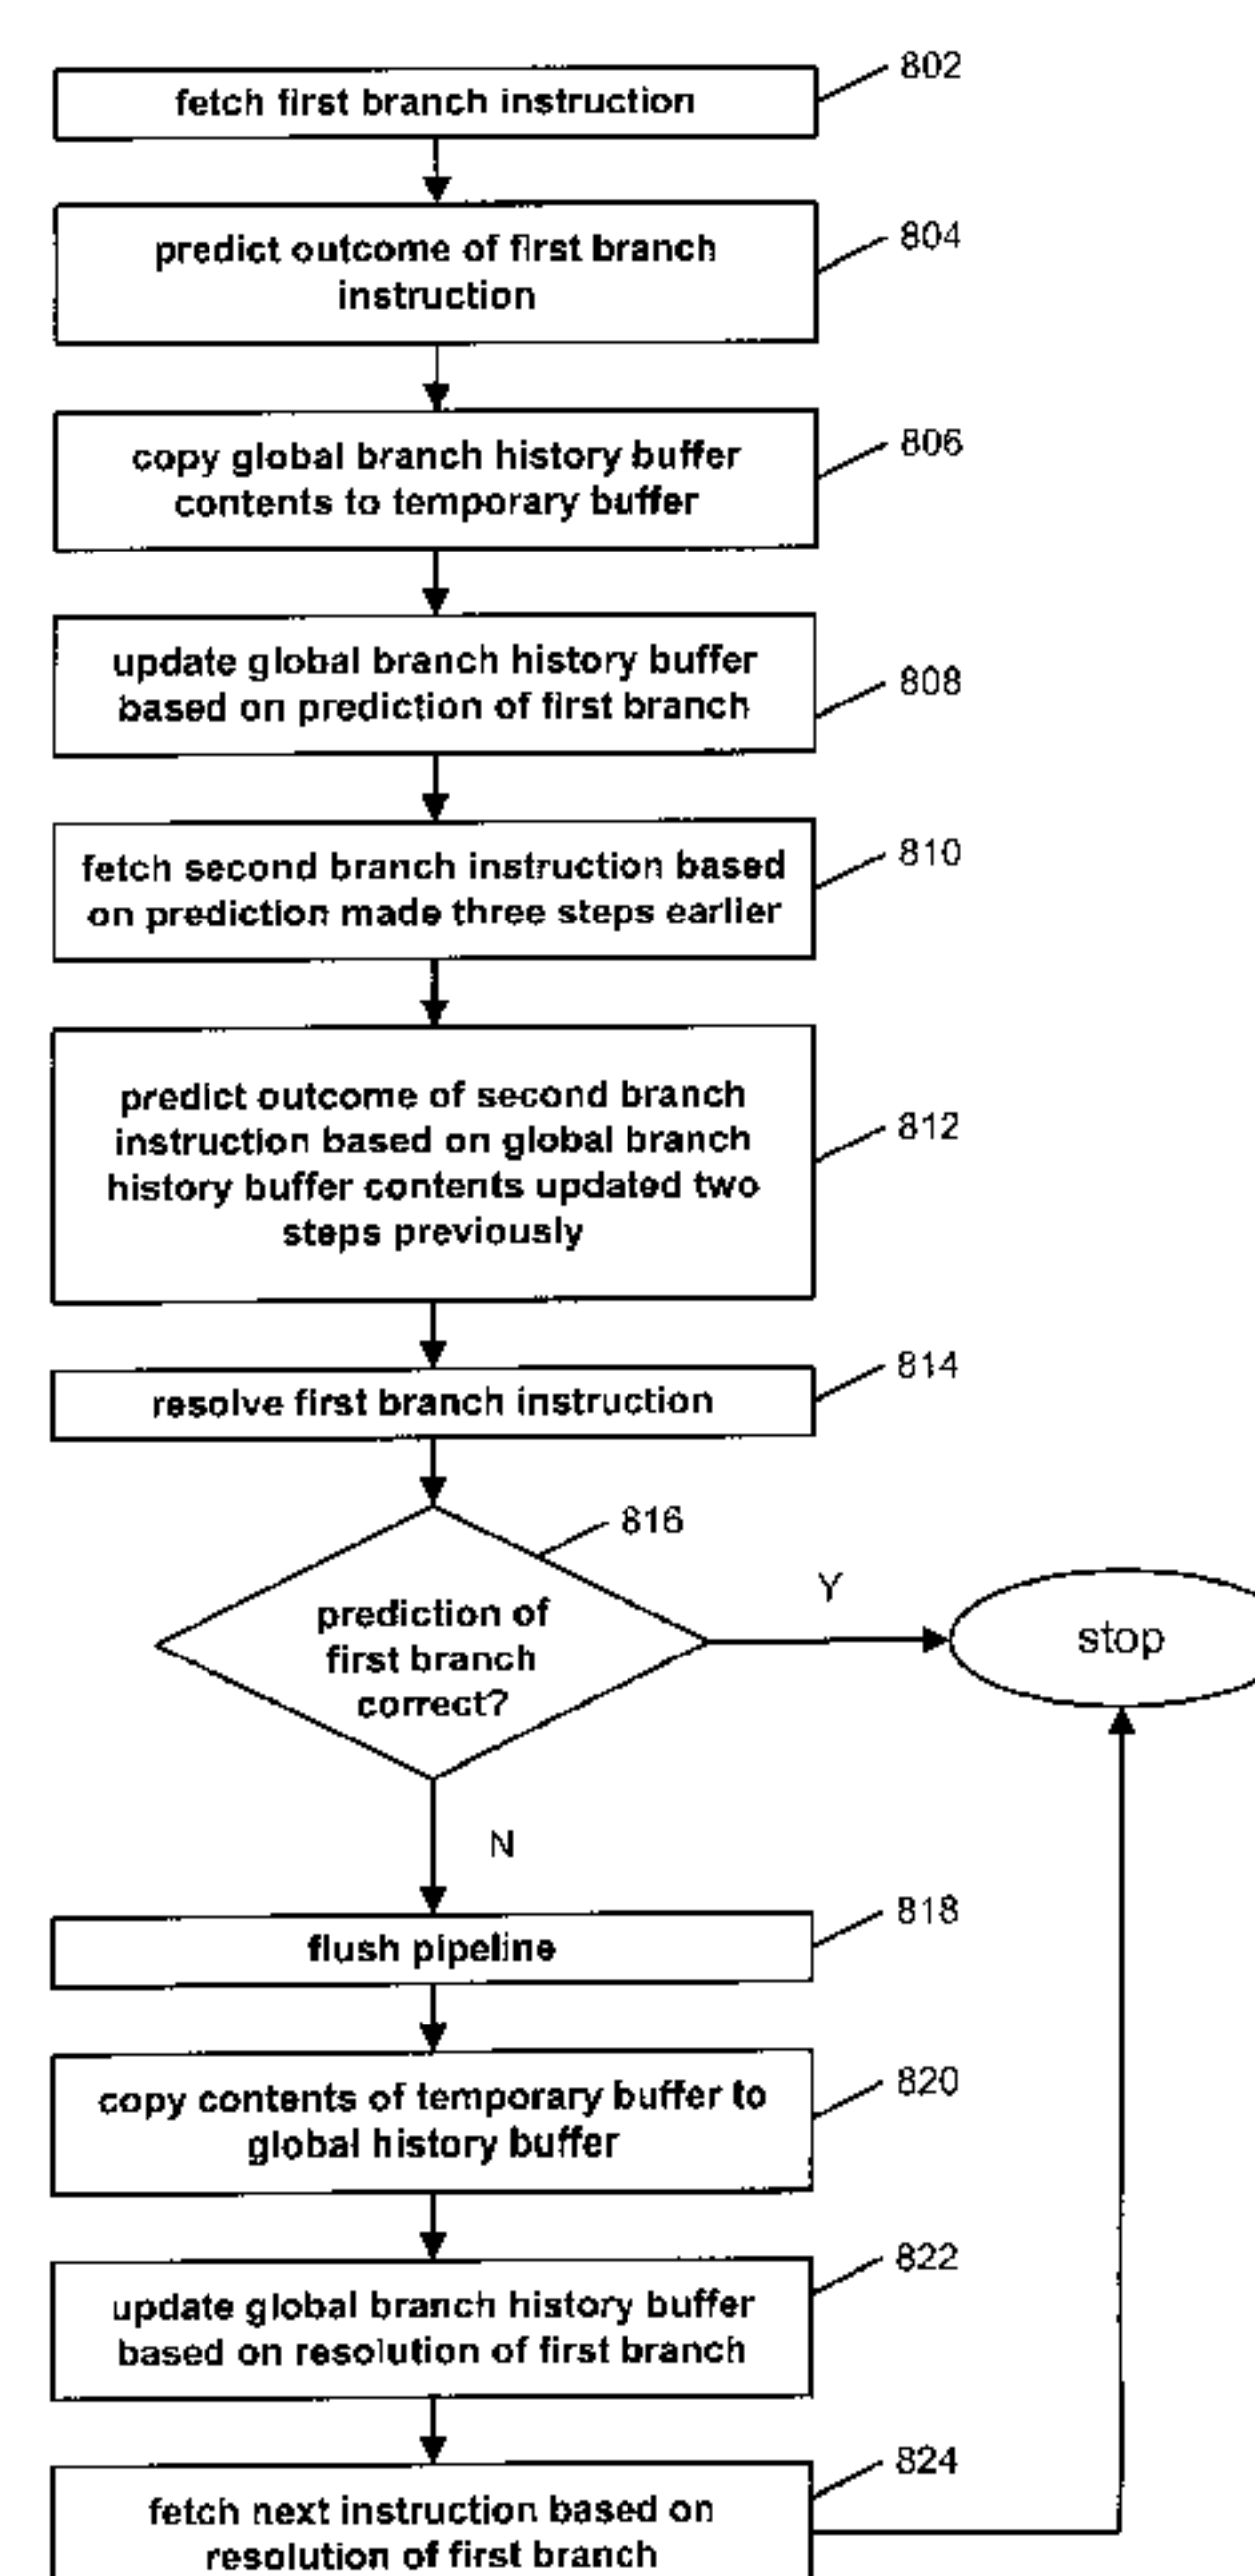 802
fetch first branch instruction
804
predict outcome of first branch
instruction
806
copy global branch history buffer
contents to temporary buffer
808
update global branch history buffer
based on prediction of first branch
810
fetch second branch instruction based
on prediction made three steps earlier
812
predict outcome of second branch
instruction based on global branch
history buffer contents updated two
steps previously
814
resolve first branch instruction
816
prediction of
first branch
correct?
Y
stop
N
818
flush pipeline
820
copy contents of temporary buffer to
global history buffer
822
update global branch history buffer
based on resolution of first branch
824
fetch next instruction based on
resolution of first branch